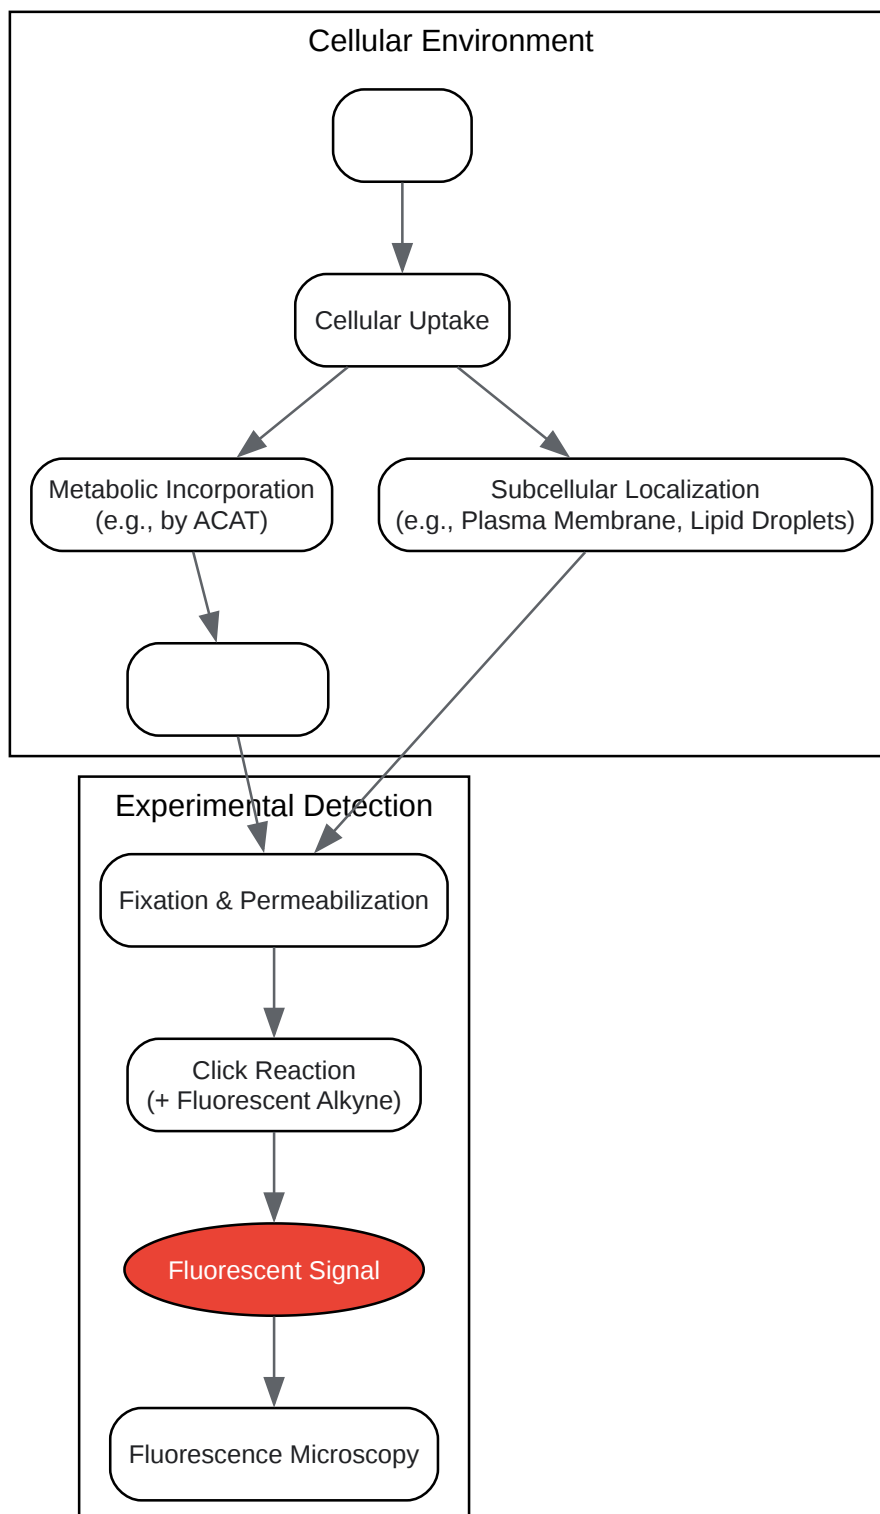 Cellular Environment
Cellular Uptake
Metabolic Incorporation
(e.g., by ACAT)
Subcellular Localization
(e.g., Plasma Membrane, Lipid Droplets)
Experimental Detection
Fixation & Permeabilization
Click Reaction
(+ Fluorescent Alkyne)
Fluorescent Signal
Fluorescence Microscopy